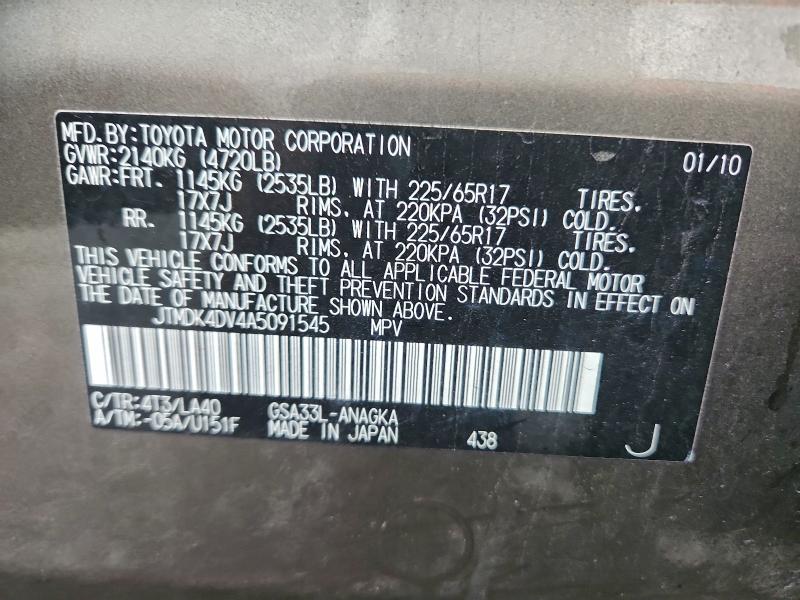 MFD. BY: TOYOTA MOTOR CORPORATION 01/10
GVWR: 2140KG (4720LB)
GAWR: FRT. 1145KG (2535LB) WITH 225/65R17 TIRES.
17X7J RIMS, AT 220KPA (32PSI) COLD.
RR. 1145KG (2535LB) WITH 225/65R17 TIRES.
17X7J RIMS, AT 220KPA (32PSI) COLD.
THIS VEHICLE CONFORMS TO ALL APPLICABLE FEDERAL MOTOR
VEHICLE SAFETY AND THEFT PREVENTION STANDARDS IN EFFECT ON
THE DATE OF MANUFACTURE SHOWN ABOVE.
JTMDK4DV4A5091545 MPV
C/TR: 4T3/LA40 GSA33L-ANAGKA
A/TM: -05A/U151F MADE IN JAPAN 438 J